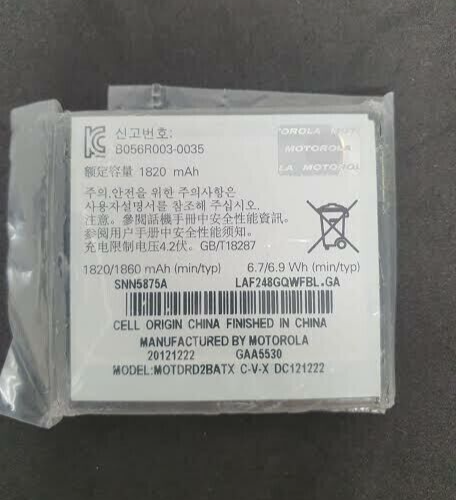 신고번호:
B056R003-0035
OROLA MOT
MOTOROLA
LA MOTOROLA
額定容量 1820 mAh
주의.안전을 위한 주의사항은
사용자설명서를 참조해 주십시오.
注意。參閱話機手冊中安全性能資訊。
参阅用户手册中安全性能须知。
充电限制电压4.2伏。GB/T18287
1820/1860 mAh (min/typ) 6.7/6.9 Wh (min/typ)
SNN5875A LAF248GQWFBL.GA
CELL ORIGIN CHINA FINISHED IN CHINA
MANUFACTURED BY MOTOROLA
20121222 GAA5530
MODEL:MOTDRD2BATX C-V-X DC121222